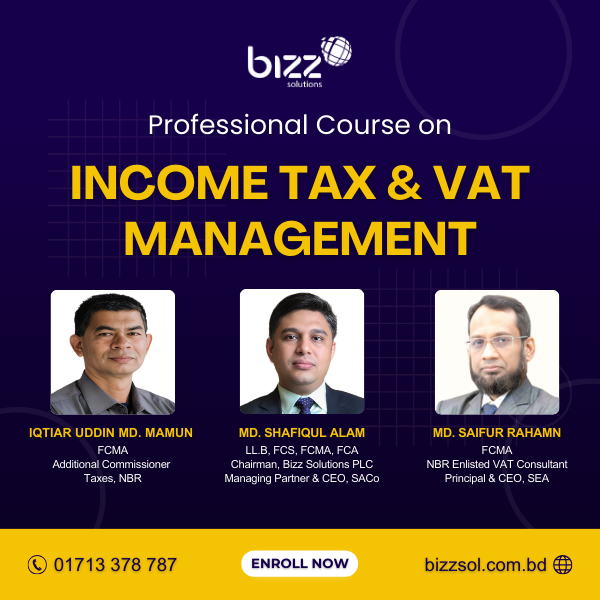 bizz
solutions
Professional Course on
INCOME TAX & VAT
MANAGEMENT
IQTIAR UDDIN MD. MAMUN
FCMA
Additional Commissioner
Taxes, NBR
MD. SHAFIQUL ALAM
LL.B, FCS, FCMA, FCA
Chairman, Bizz Solutions PLC
Managing Partner & CEO, SACo
MD. SAIFUR RAHAMN
FCMA
NBR Enlisted VAT Consultant
Principal & CEO, SEA
01713 378 787
ENROLL NOW
bizzsol.com.bd